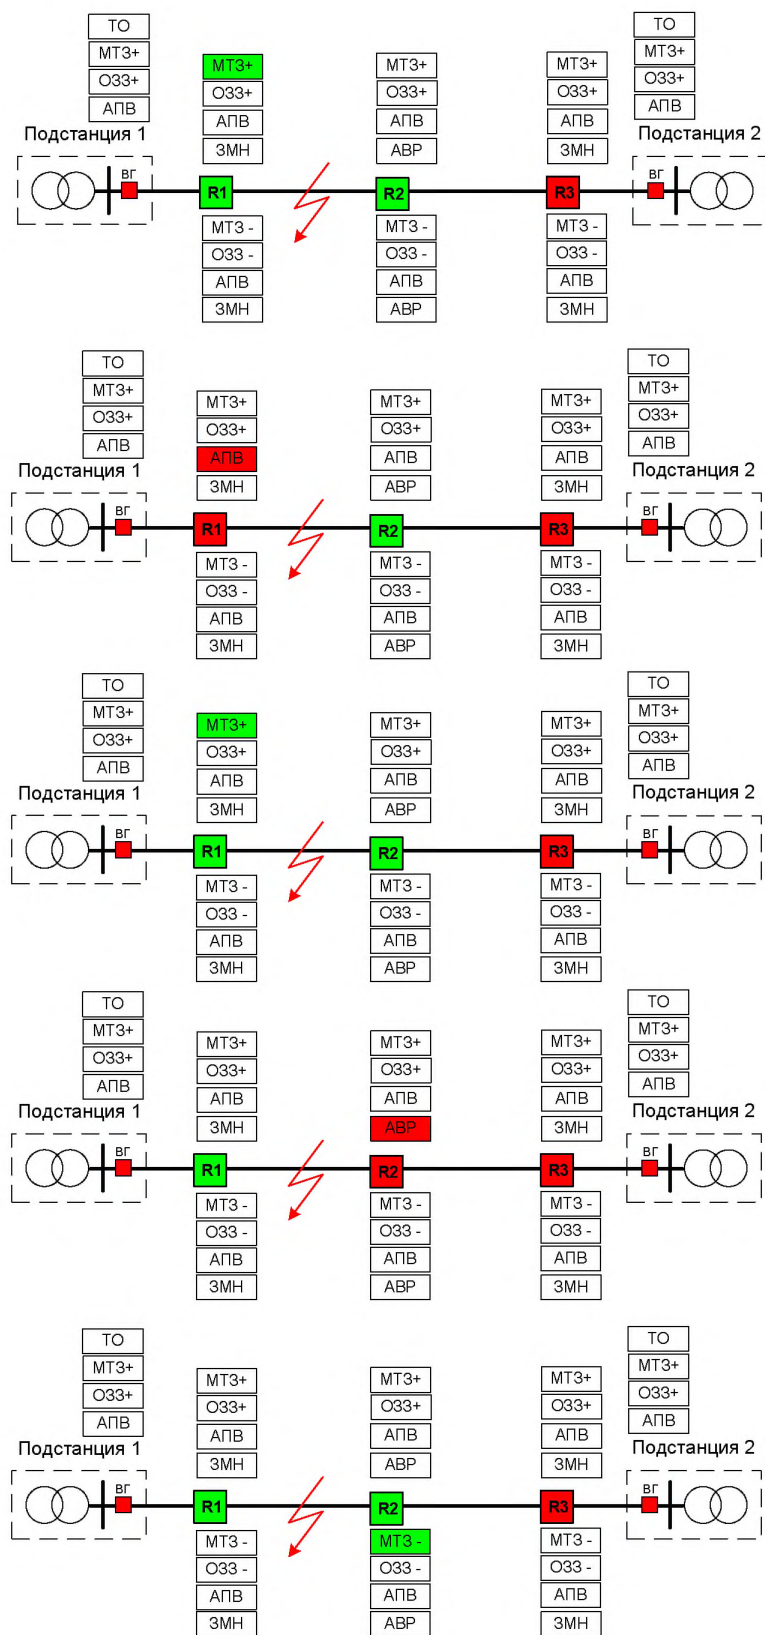 ТО
МТЗ+
ОЗЗ+
АПВ
Подстанция 1
ВГ
МТЗ+
ОЗЗ+
АПВ
ЗМН
R1
МТЗ -
ОЗЗ -
АПВ
ЗМН
МТЗ+
ОЗЗ+
АПВ
АВР
R2
МТЗ -
ОЗЗ -
АПВ
АВР
МТЗ+
ОЗЗ+
АПВ
ЗМН
R3
МТЗ -
ОЗЗ -
АПВ
ЗМН
ТО
МТЗ+
ОЗЗ+
АПВ
Подстанция 2
ВГ
ТО
МТЗ+
ОЗЗ+
АПВ
Подстанция 1
ВГ
МТЗ+
ОЗЗ+
АПВ
ЗМН
R1
МТЗ -
ОЗЗ -
АПВ
ЗМН
МТЗ+
ОЗЗ+
АПВ
АВР
R2
МТЗ -
ОЗЗ -
АПВ
АВР
МТЗ+
ОЗЗ+
АПВ
ЗМН
R3
МТЗ -
ОЗЗ -
АПВ
ЗМН
ТО
МТЗ+
ОЗЗ+
АПВ
Подстанция 2
ВГ
ТО
МТЗ+
ОЗЗ+
АПВ
Подстанция 1
ВГ
МТЗ+
ОЗЗ+
АПВ
ЗМН
R1
МТЗ -
ОЗЗ -
АПВ
ЗМН
МТЗ+
ОЗЗ+
АПВ
АВР
R2
МТЗ -
ОЗЗ -
АПВ
АВР
МТЗ+
ОЗЗ+
АПВ
ЗМН
R3
МТЗ -
ОЗЗ -
АПВ
ЗМН
ТО
МТЗ+
ОЗЗ+
АПВ
Подстанция 2
ВГ
ТО
МТЗ+
ОЗЗ+
АПВ
Подстанция 1
ВГ
МТЗ+
ОЗЗ+
АПВ
ЗМН
R1
МТЗ -
ОЗЗ -
АПВ
ЗМН
МТЗ+
ОЗЗ+
АПВ
АВР
R2
МТЗ -
ОЗЗ -
АПВ
АВР
МТЗ+
ОЗЗ+
АПВ
ЗМН
R3
МТЗ -
ОЗЗ -
АПВ
ЗМН
ТО
МТЗ+
ОЗЗ+
АПВ
Подстанция 2
ВГ
ТО
МТЗ+
ОЗЗ+
АПВ
Подстанция 1
ВГ
МТЗ+
ОЗЗ+
АПВ
ЗМН
R1
МТЗ -
ОЗЗ -
АПВ
ЗМН
МТЗ+
ОЗЗ+
АПВ
АВР
R2
МТЗ -
ОЗЗ -
АПВ
АВР
МТЗ+
ОЗЗ+
АПВ
ЗМН
R3
МТЗ -
ОЗЗ -
АПВ
ЗМН
ТО
МТЗ+
ОЗЗ+
АПВ
Подстанция 2
ВГ